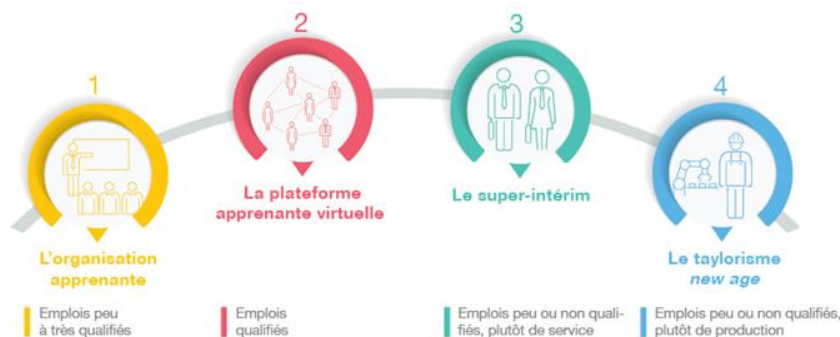 1
L'organisation
apprenante
Emplois peu
à très qualifiés
2
La plateforme
apprenante virtuelle
Emplois
qualifiés
3
Le super-intérim
Emplois peu ou non quali-
fiés, plutôt de service
4
Le taylorisme
new age
Emplois peu ou non qualifiés,
plutôt de production